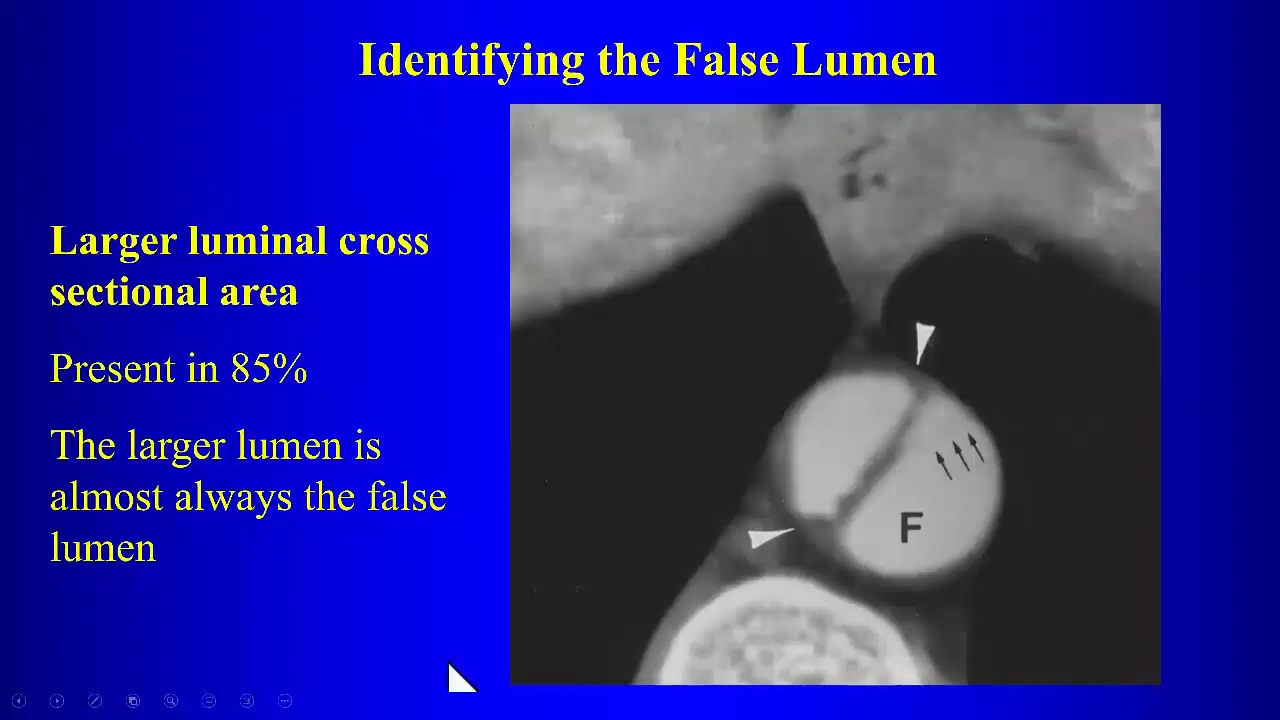 Identifying the False Lumen
Larger luminal cross
sectional area
Present in 85%
The larger lumen is
almost always the false
lumen
F